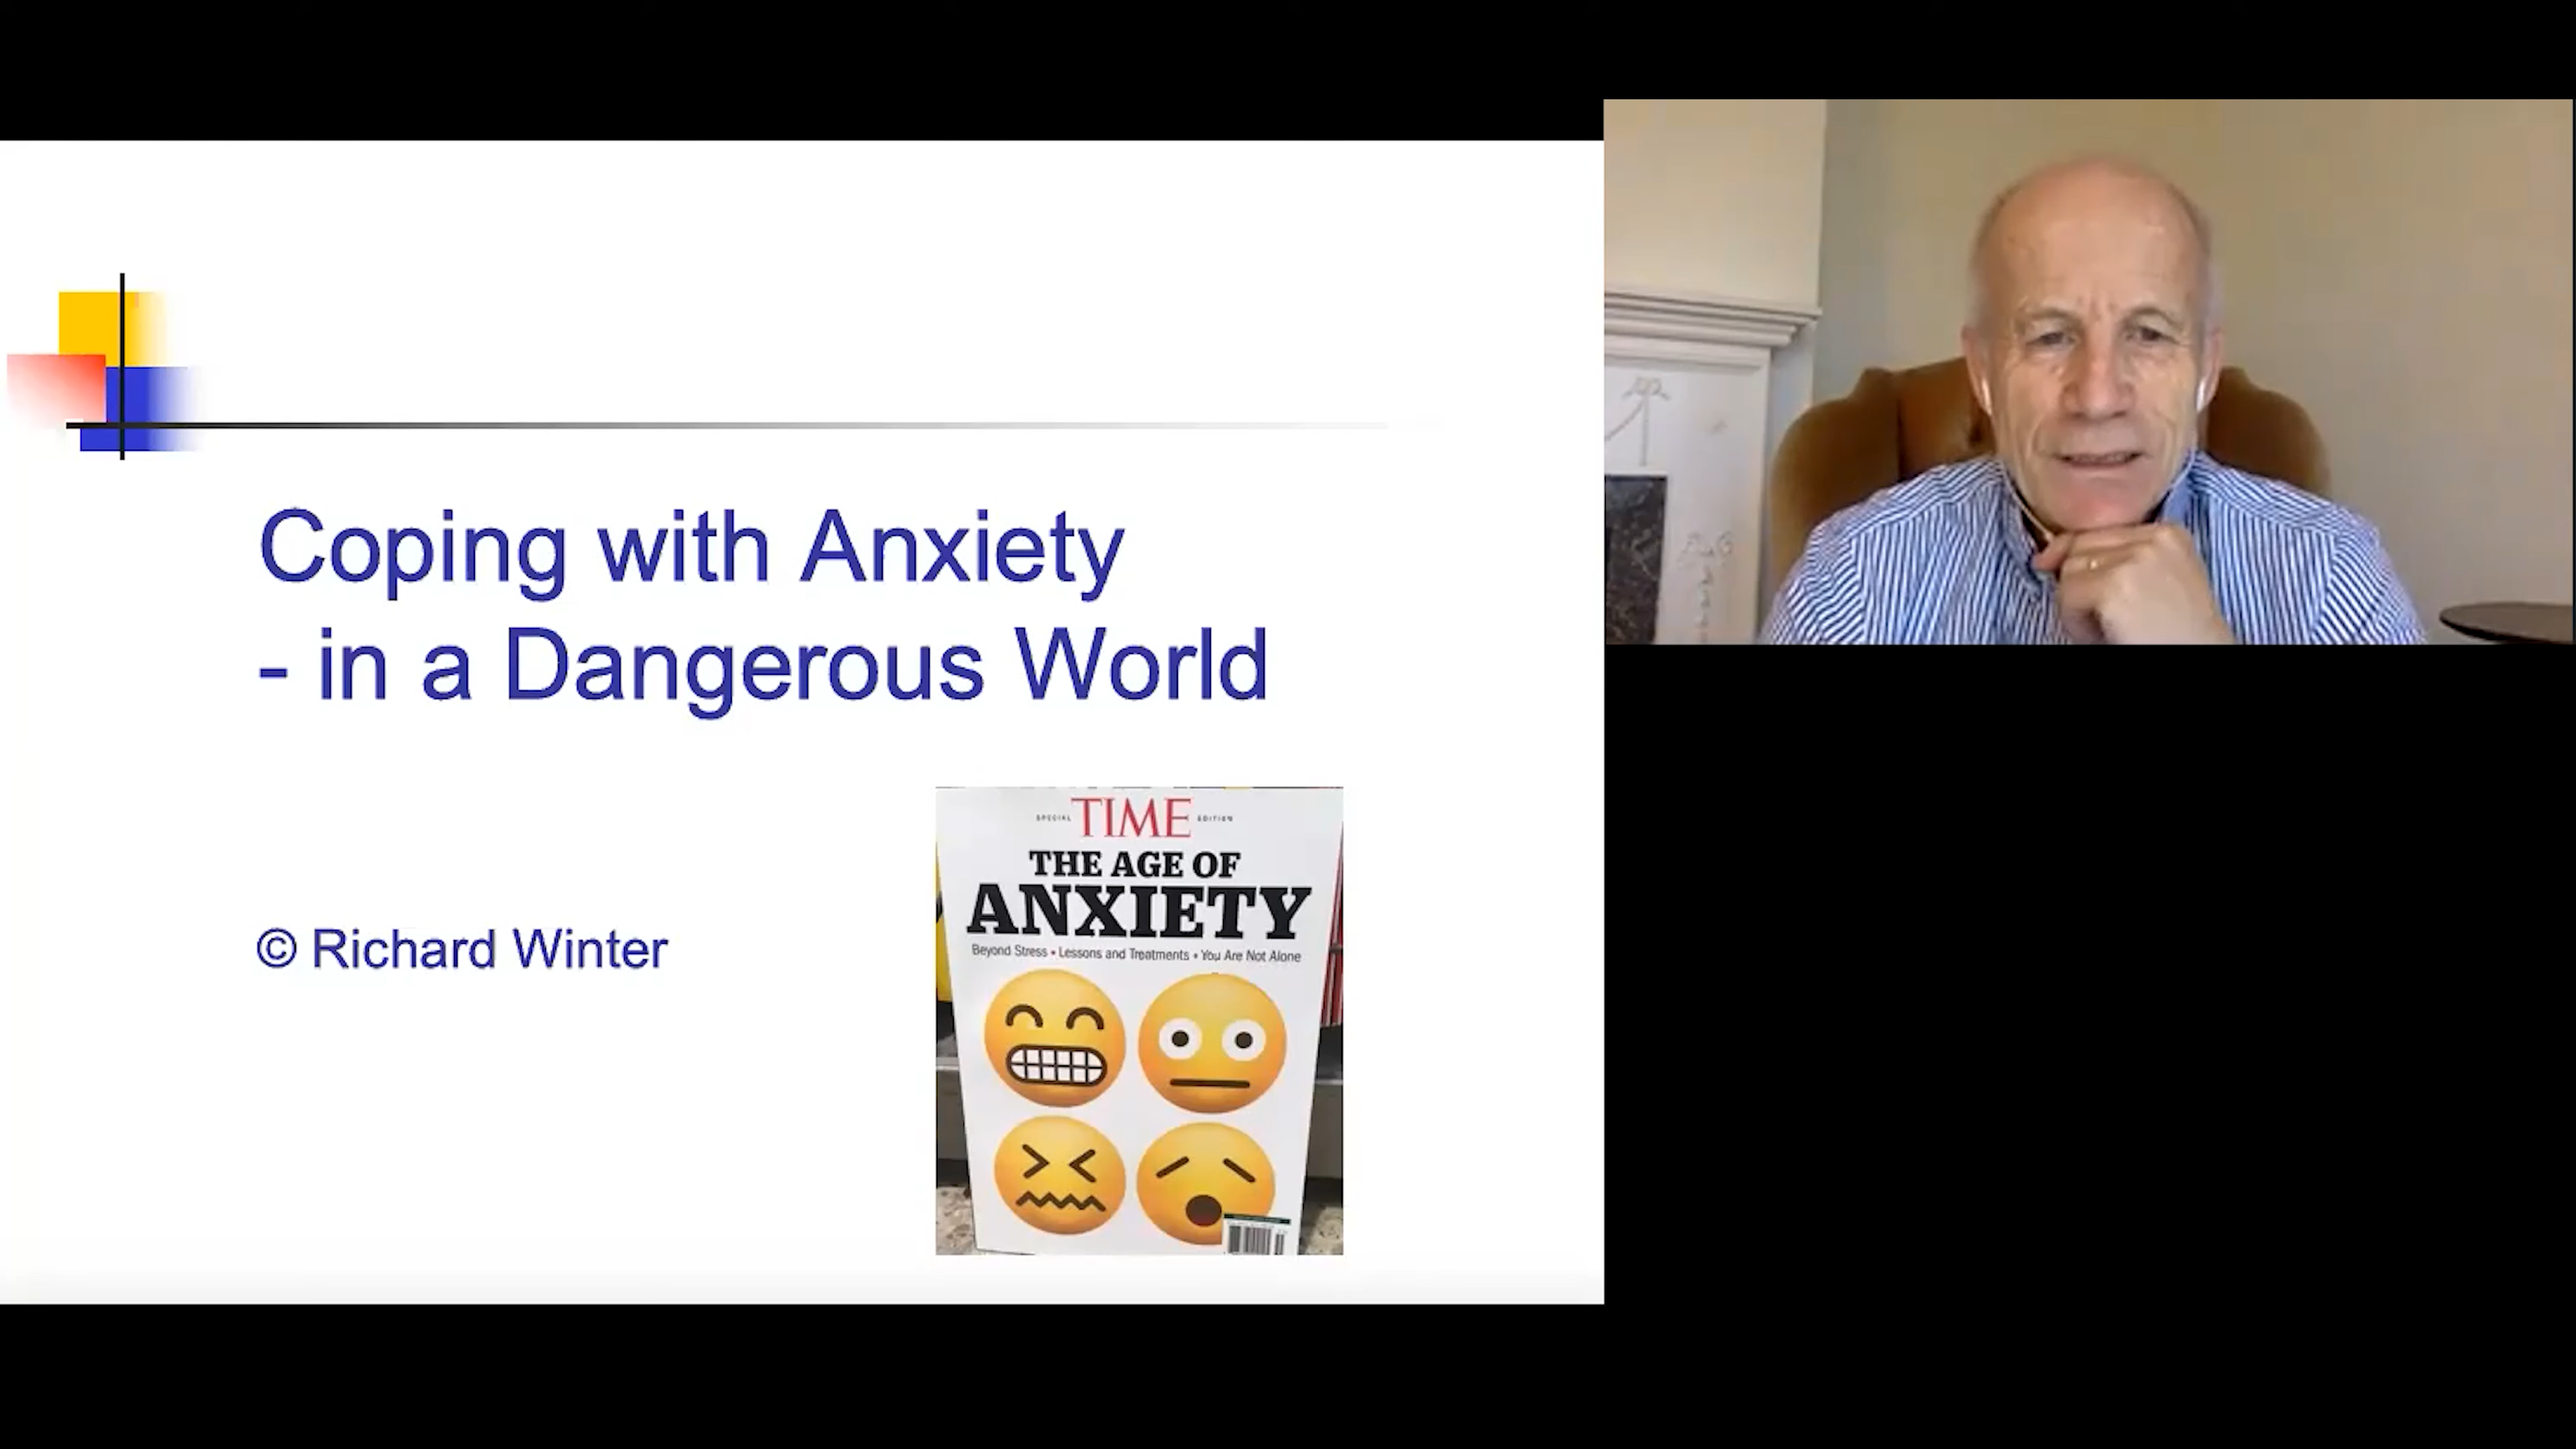 Coping with Anxiety
- in a Dangerous World
© Richard Winter
SPECIAL TIME EDITION
THE AGE OF
ANXIETY
Beyond Stress • Lessons and Treatments • You Are Not Alone